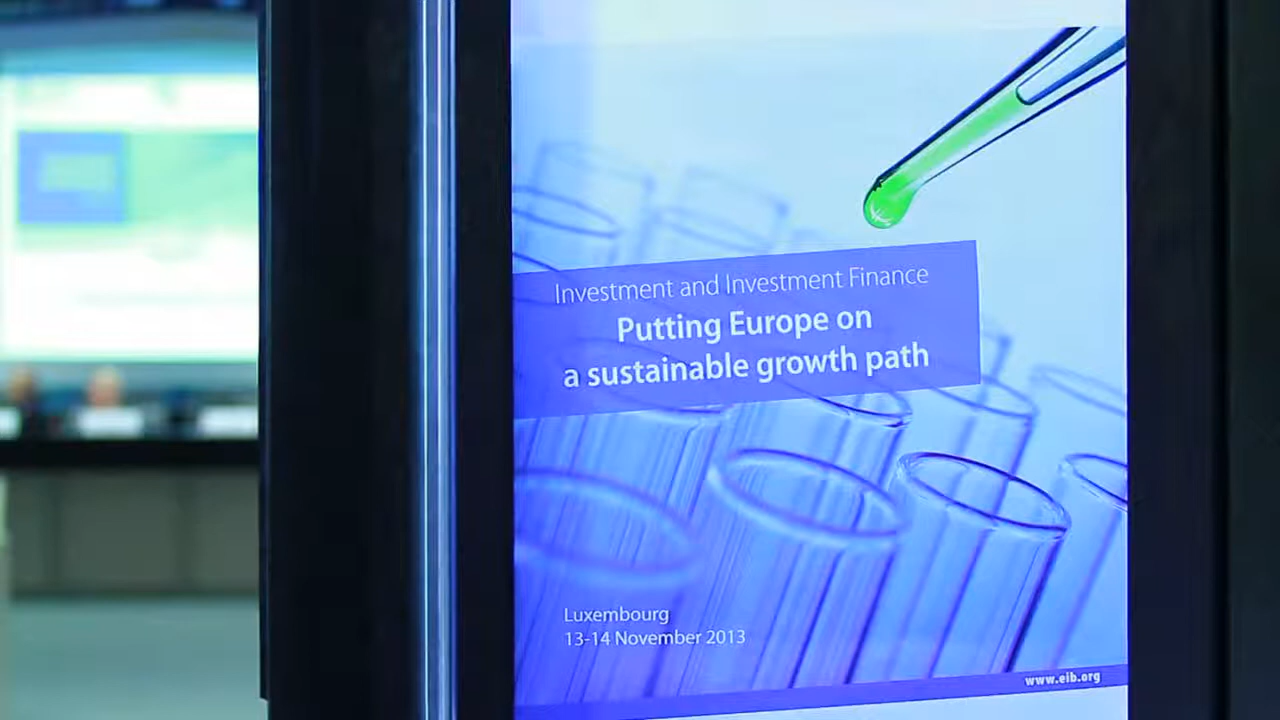 Investment and Investment Finance
Putting Europe on
a sustainable growth path
Luxembourg
13-14 November 2013
www.eib.org